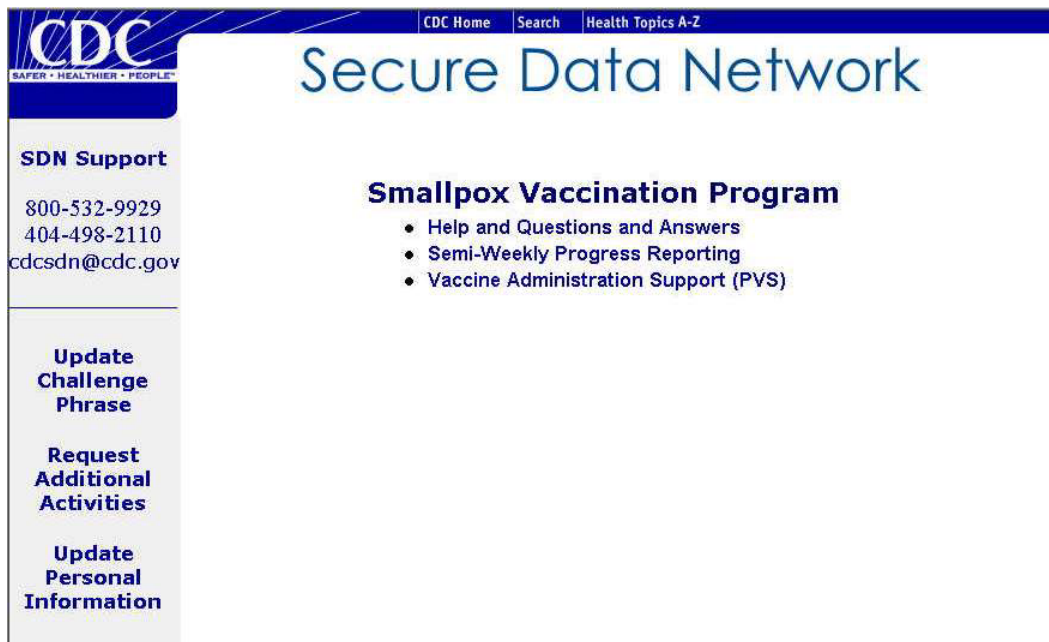 CDC Home Search Health Topics A-Z
CDC
SAFER • HEALTHIER • PEOPLE™
Secure Data Network
SDN Support
800-532-9929
404-498-2110
cdcsdn@cdc.gov
Smallpox Vaccination Program
• Help and Questions and Answers
• Semi-Weekly Progress Reporting
• Vaccine Administration Support (PVS)
Update
Challenge
Phrase
Request
Additional
Activities
Update
Personal
Information